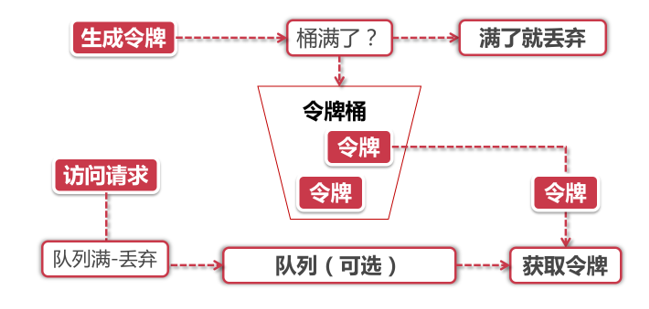 生成令牌
桶满了？
满了就丢弃
令牌桶
令牌
令牌
令牌
访问请求
队列满-丢弃
队列（可选）
获取令牌